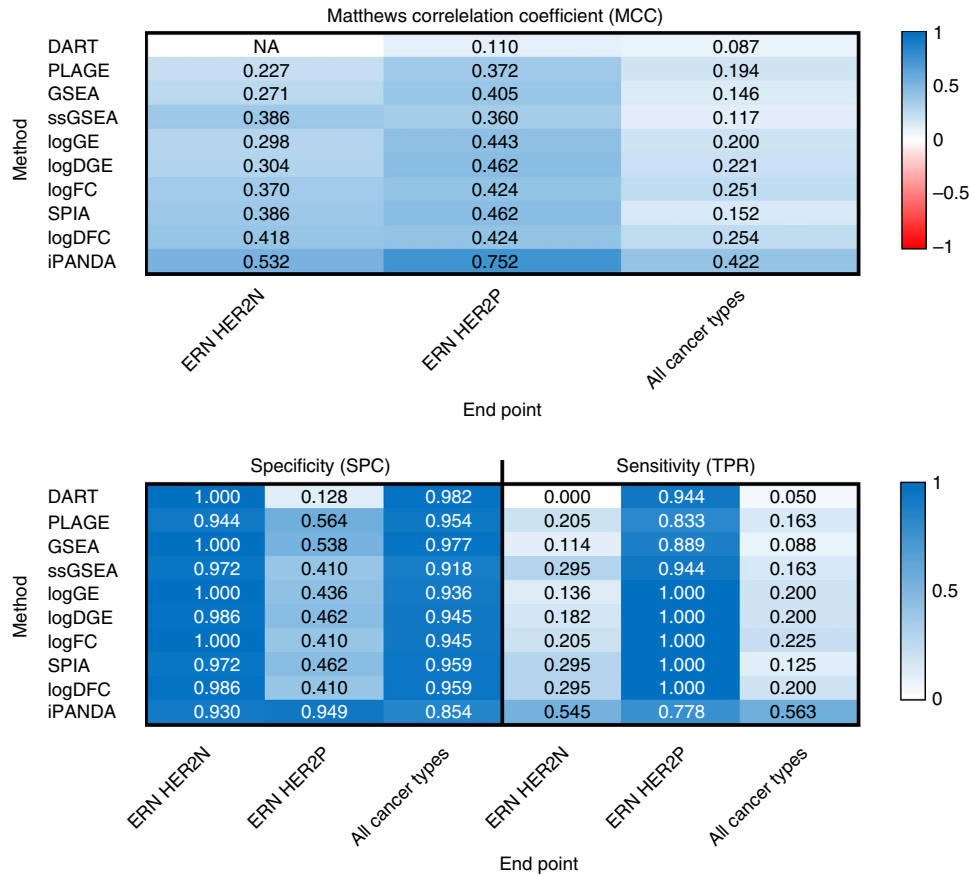 Matthews correlelation coefficient (MCC)
Method
DART NA 0.110 0.087
PLAGE 0.227 0.372 0.194
GSEA 0.271 0.405 0.146
ssGSEA 0.386 0.360 0.117
logGE 0.298 0.443 0.200
logDGE 0.304 0.462 0.221
logFC 0.370 0.424 0.251
SPIA 0.386 0.462 0.152
logDFC 0.418 0.424 0.254
iPANDA 0.532 0.752 0.422
1
0.5
0
−0.5
−1
ERN HER2N
ERN HER2P
All cancer types
End point
Specificity (SPC) Sensitivity (TPR)
Method
DART 1.000 0.128 0.982 0.000 0.944 0.050
PLAGE 0.944 0.564 0.954 0.205 0.833 0.163
GSEA 1.000 0.538 0.977 0.114 0.889 0.088
ssGSEA 0.972 0.410 0.918 0.295 0.944 0.163
logGE 1.000 0.436 0.936 0.136 1.000 0.200
logDGE 0.986 0.462 0.945 0.182 1.000 0.200
logFC 1.000 0.410 0.945 0.205 1.000 0.225
SPIA 0.972 0.462 0.959 0.295 1.000 0.125
logDFC 0.986 0.410 0.959 0.295 1.000 0.200
iPANDA 0.930 0.949 0.854 0.545 0.778 0.563
1
0.5
0
ERN HER2N
ERN HER2P
All cancer types
ERN HER2N
ERN HER2P
All cancer types
End point